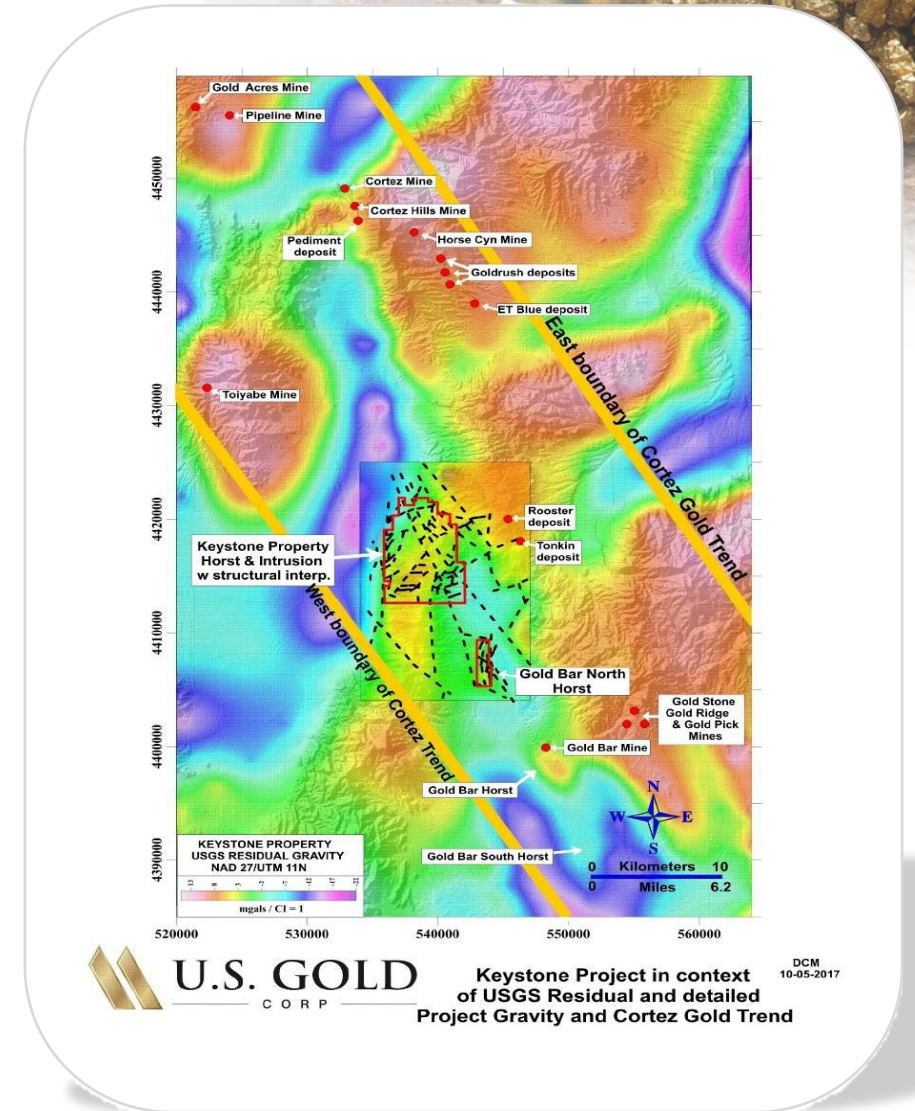 Gold Acres Mine
Pipeline Mine
4450000
Cortez Mine
Cortez Hills Mine
Pediment
deposit
Horse Cyn Mine
Goldrush deposits
4440000
ET Blue deposit
East boundary of Cortez Gold Trend
4430000
Toiyabe Mine
4420000
Rooster
deposit
Tonkin
deposit
Keystone Property
Horst & Intrusion
w structural interp.
West boundary of Cortez Trend
4410000
Gold Bar North
Horst
Gold Stone
Gold Ridge
& Gold Pick
Mines
4400000
Gold Bar Mine
Gold Bar Horst
N
W
E
S
Gold Bar South Horst
4390000
0 Kilometers 10
0 Miles 6.2
KEYSTONE PROPERTY
USGS RESIDUAL GRAVITY
NAD 27/UTM 11N
mgals / CI = 1
520000
530000
540000
550000
560000
U.S. GOLD
CORP
Keystone Project in context
of USGS Residual and detailed
Project Gravity and Cortez Gold Trend
DCM
10-05-2017